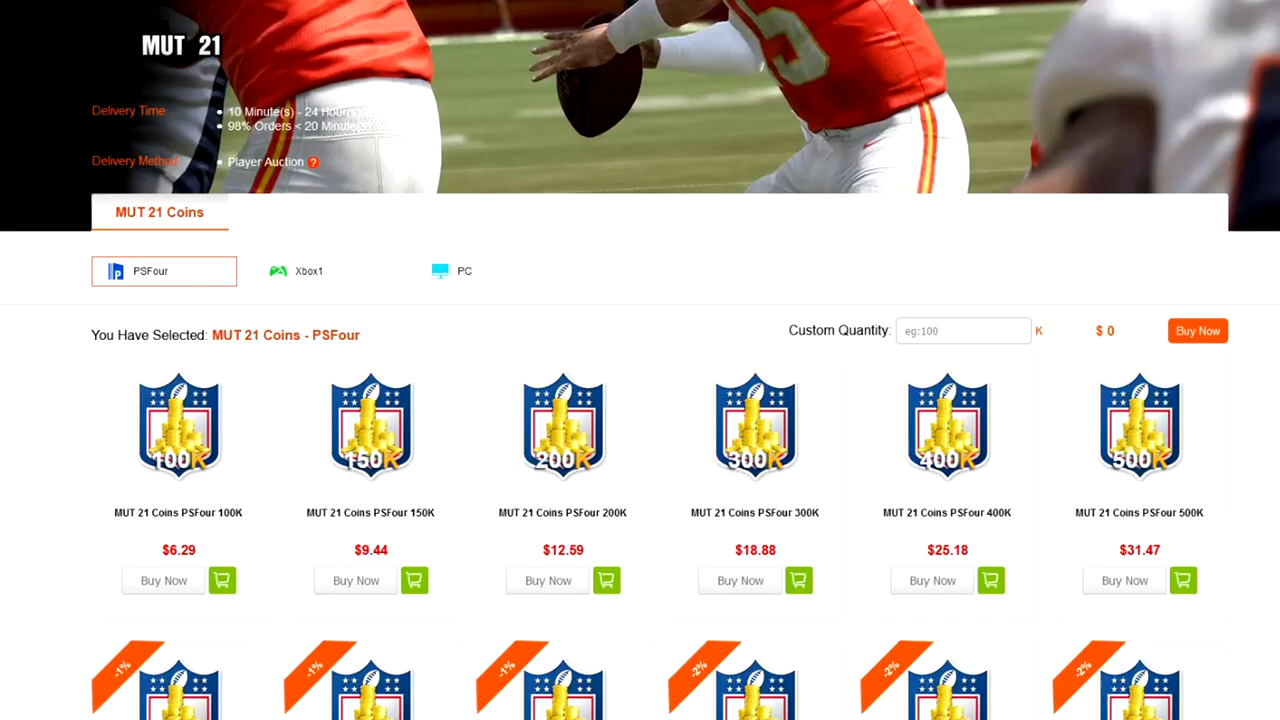 MUT 21
Delivery Time
• 10 Minute(s) - 24 Hour(s)
• 98% Orders < 20 Minute(s)
Delivery Method
• Player Auction ?
MUT 21 Coins
PSFour
Xbox1
PC
You Have Selected: MUT 21 Coins - PSFour
Custom Quantity: eg:100 K $ 0 Buy Now
100K 150K 200K 300K 400K 500K
MUT 21 Coins PSFour 100K MUT 21 Coins PSFour 150K MUT 21 Coins PSFour 200K MUT 21 Coins PSFour 300K MUT 21 Coins PSFour 400K MUT 21 Coins PSFour 500K
$6.29 $9.44 $12.59 $18.88 $25.18 $31.47
Buy Now Buy Now Buy Now Buy Now Buy Now Buy Now
-1% -1% -1% -2% -2% -2%